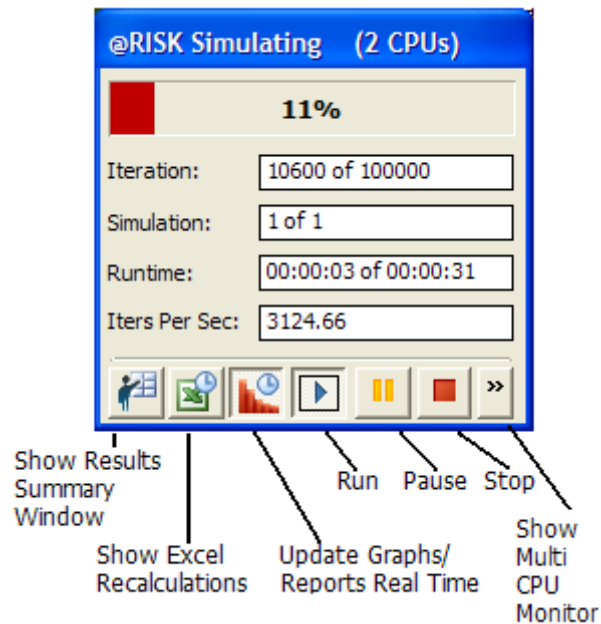 @RISK Simulating (2 CPUs)
11%
Iteration: 10600 of 100000
Simulation: 1 of 1
Runtime: 00:00:03 of 00:00:31
Iters Per Sec: 3124.66
»
Show Results
Summary
Window
Show Excel
Recalculations
Update Graphs/
Reports Real Time
Run
Pause
Stop
Show
Multi
CPU
Monitor